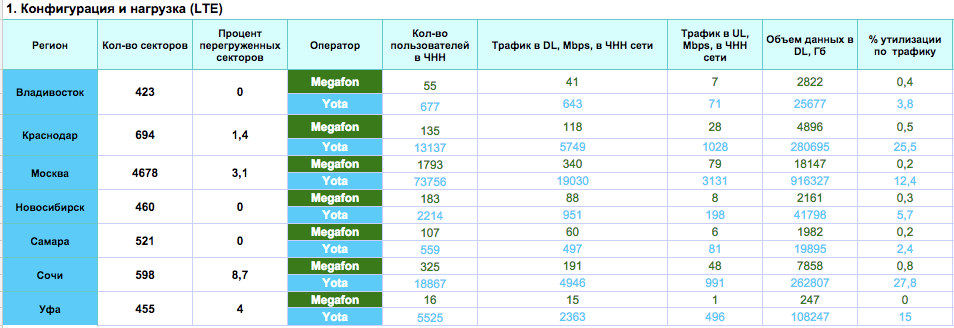 1. Конфигурация и нагрузка (LTE)
Регион Кол-во секторов Процент перегруженных секторов Оператор Кол-во пользователей в ЧНН Трафик в DL, Mbps, в ЧНН сети Трафик в UL, Mbps, в ЧНН сети Объем данных в DL, Гб % утилизации по трафику
Владивосток 423 0 Megafon 55 41 7 2822 0,4
Yota 677 643 71 25677 3,8
Краснодар 694 1,4 Megafon 135 118 28 4896 0,5
Yota 13137 5749 1028 280695 25,5
Москва 4678 3,1 Megafon 1793 340 79 18147 0,2
Yota 73756 19030 3131 916327 12,4
Новосибирск 460 0 Megafon 183 88 8 2161 0,3
Yota 2214 951 198 41798 5,7
Самара 521 0 Megafon 107 60 6 1982 0,2
Yota 559 497 81 19895 2,4
Сочи 598 8,7 Megafon 325 191 48 7858 0,8
Yota 18867 4946 991 262807 27,8
Уфа 455 4 Megafon 16 15 1 247 0
Yota 5525 2363 496 108247 15